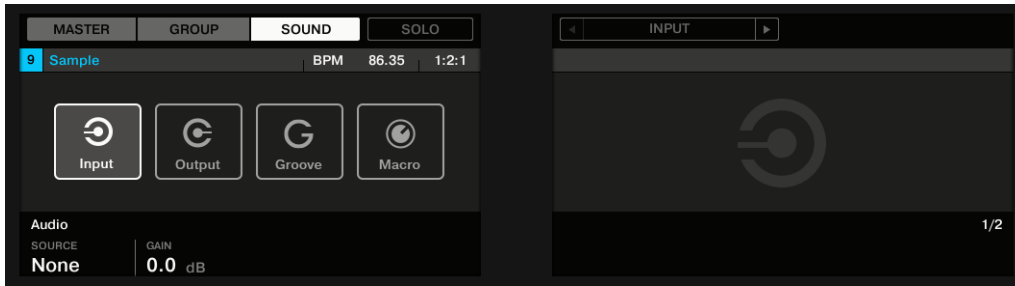 MASTER GROUP SOUND SOLO
INPUT
9 Sample BPM 86.35 1:2:1
Input Output Groove Macro
Audio
1/2
SOURCE GAIN
None 0.0 dB